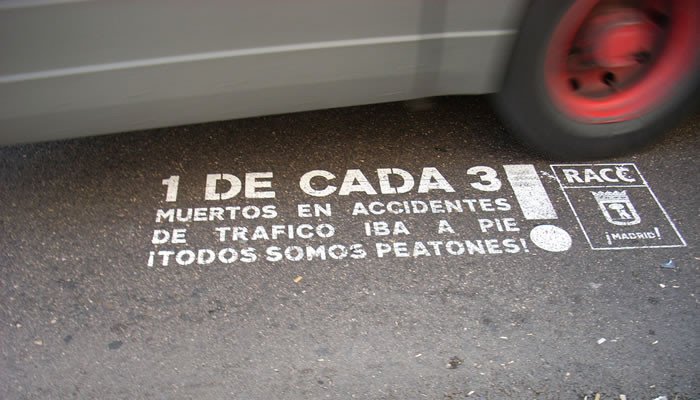 1 DE CADA 3
MUERTOS EN ACCIDENTES
DE TRAFICO IBA A PIE
¡TODOS SOMOS PEATONES!
!
RACC
¡MADRID!